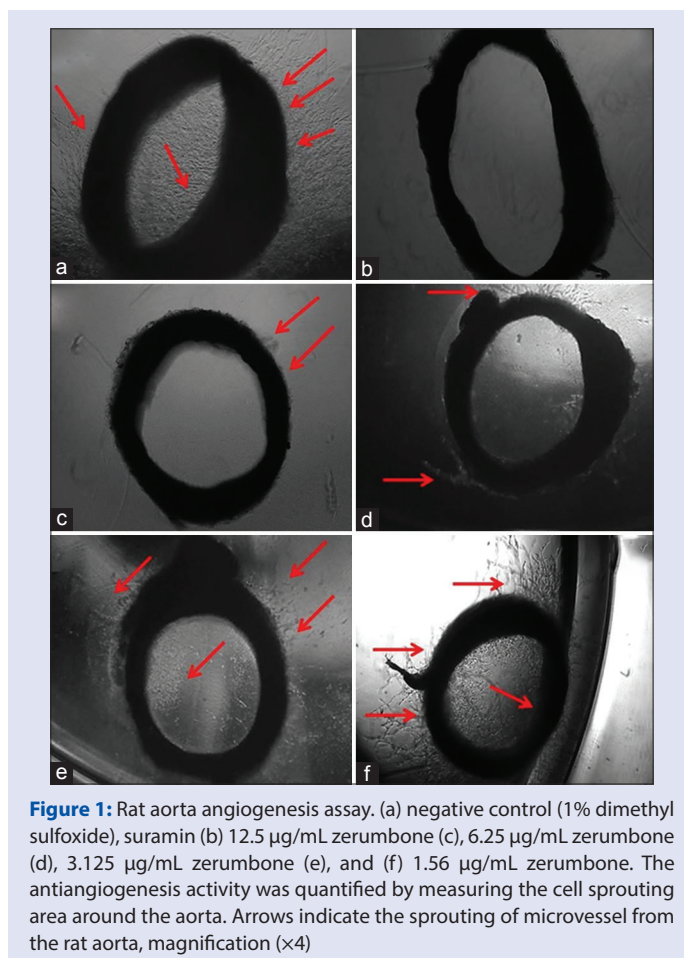 a
b
c
d
e
f
Figure 1: Rat aorta angiogenesis assay. (a) negative control (1% dimethyl
sulfoxide), suramin (b) 12.5 µg/mL zerumbone (c), 6.25 µg/mL zerumbone
(d), 3.125 µg/mL zerumbone (e), and (f) 1.56 µg/mL zerumbone. The
antiangiogenesis activity was quantified by measuring the cell sprouting
area around the aorta. Arrows indicate the sprouting of microvessel from
the rat aorta, magnification (×4)